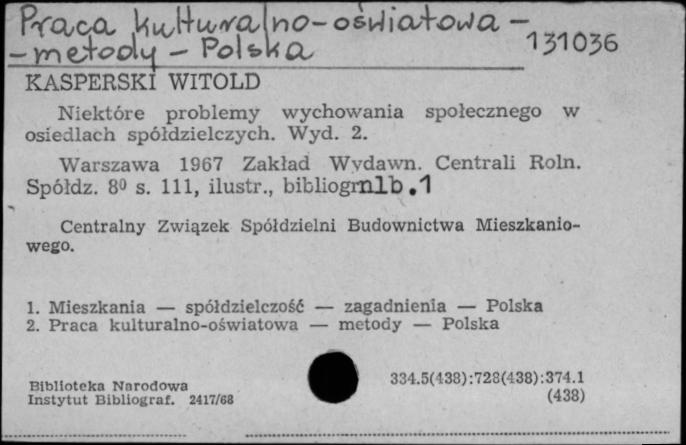 Praca kulturalno-oświatowa -
- metody - Polska
131036
KASPERSKI WITOLD
Niektóre problemy wychowania społecznego w
osiedlach spółdzielczych. Wyd. 2.
Warszawa 1967 Zakład Wydawn. Centrali Roln.
Spółdz. 8⁰ s. 111, ilustr., bibliogr nlb.1
Centralny Związek Spółdzielni Budownictwa Mieszkanio-
wego.
1. Mieszkania — spółdzielczość — zagadnienia — Polska
2. Praca kulturalno-oświatowa — metody — Polska
334.5(438):728(438):374.1
(438)
Biblioteka Narodowa
Instytut Bibliograf. 2417/68